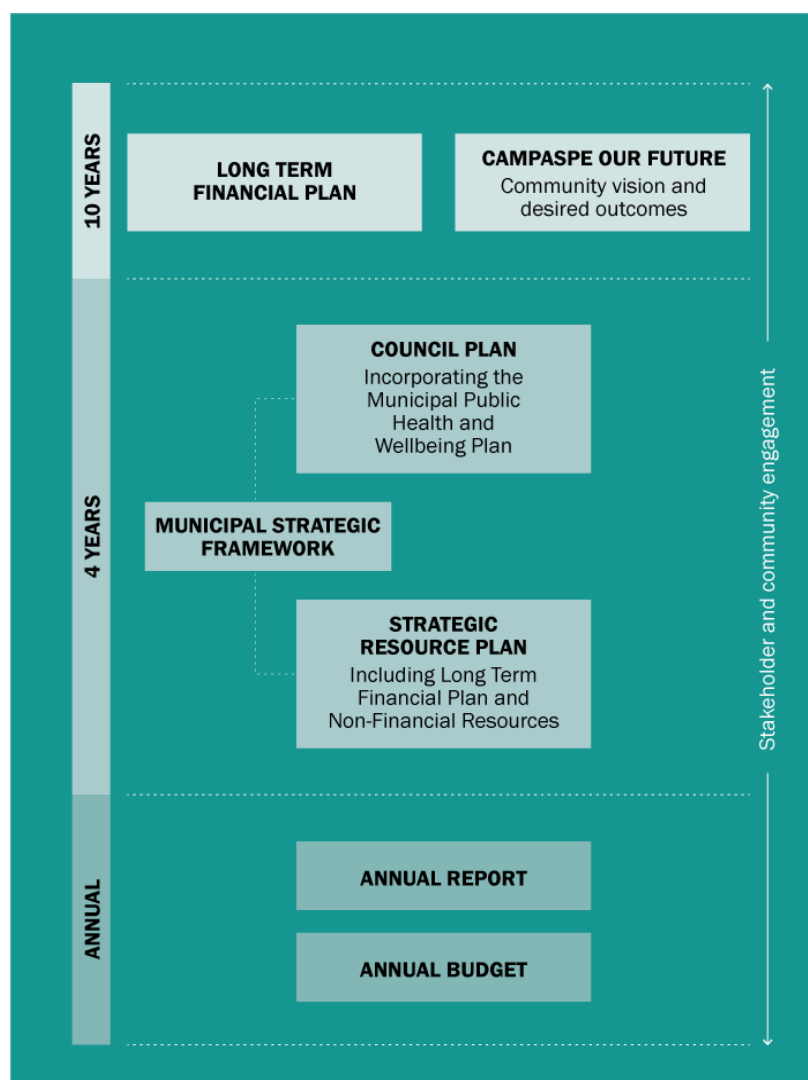 10 YEARS
LONG TERM
FINANCIAL PLAN
CAMPASPE OUR FUTURE
Community vision and
desired outcomes
4 YEARS
COUNCIL PLAN
Incorporating the
Municipal Public
Health and
Wellbeing Plan
MUNICIPAL STRATEGIC
FRAMEWORK
STRATEGIC
RESOURCE PLAN
Including Long Term
Financial Plan and
Non-Financial Resources
ANNUAL
ANNUAL REPORT
ANNUAL BUDGET
Stakeholder and community engagement